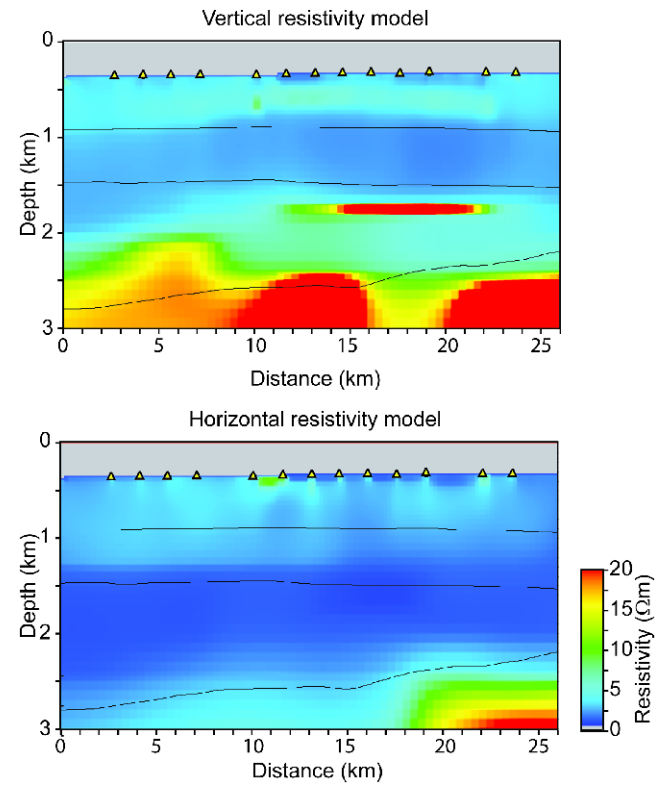 Vertical resistivity model
0
1
2
3
Depth (km)
0 5 10 15 20 25
Distance (km)
Horizontal resistivity model
0
1
2
3
Depth (km)
0 5 10 15 20 25
Distance (km)
20
15
10
5
0
Resistivity (Ωm)